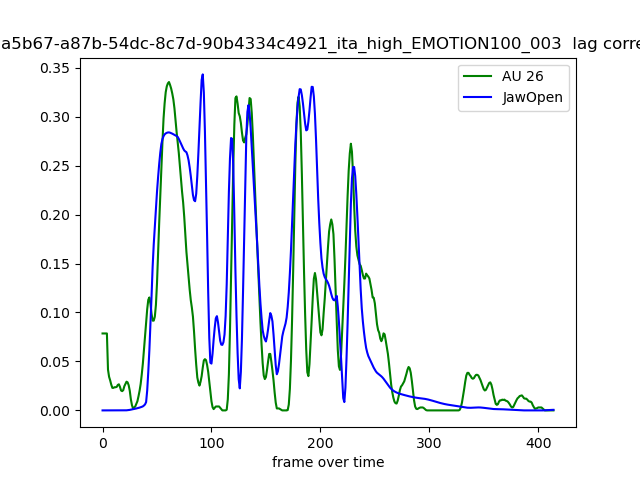 a5b67-a87b-54dc-8c7d-90b4334c4921_ita_high_EMOTION100_003 lag corre
AU 26
JawOpen
0.35
0.30
0.25
0.20
0.15
0.10
0.05
0.00
0 100 200 300 400
frame over time